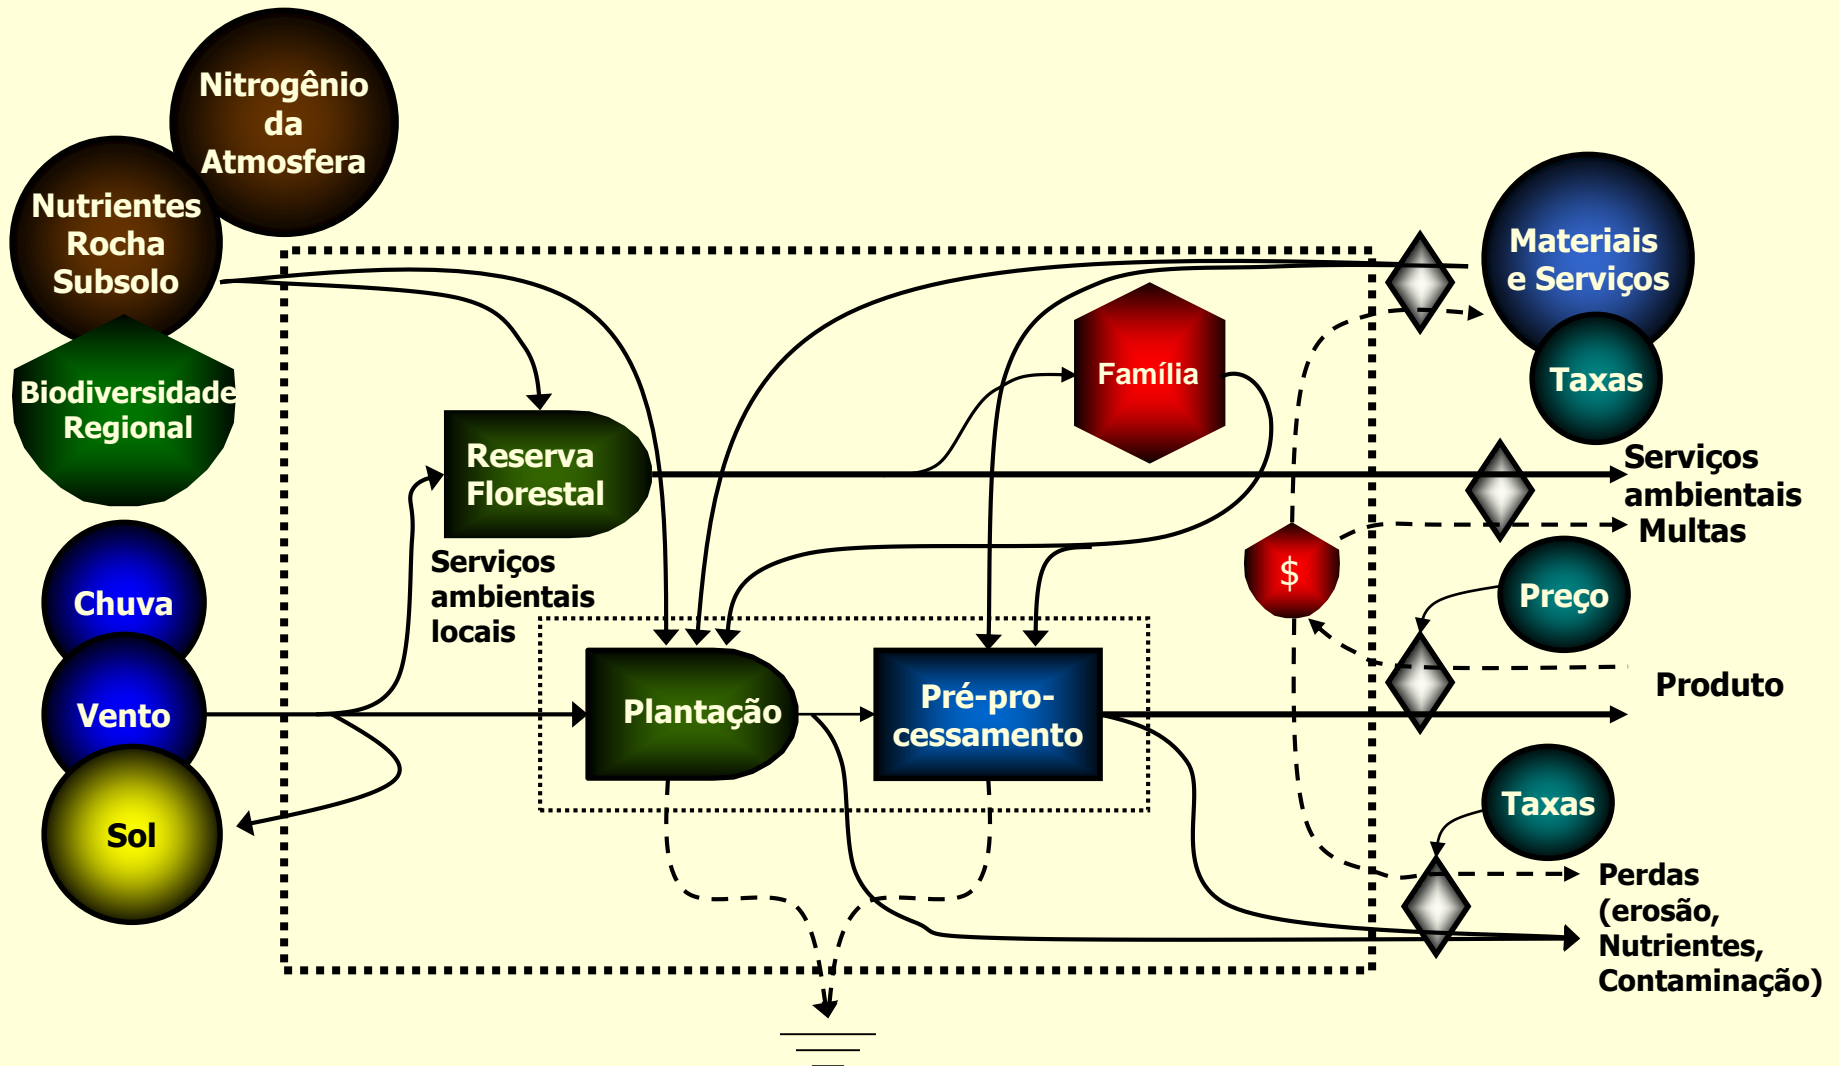 Nitrogênio
da
Atmosfera
Nutrientes
Rocha
Subsolo
Biodiversidade
Regional
Chuva
Vento
Sol
Reserva
Florestal
Serviços
ambientais
locais
Plantação
Pré-pro-
cessamento
Família
$
Materiais
e Serviços
Taxas
Serviços
ambientais
Multas
Preço
Produto
Taxas
Perdas
(erosão,
Nutrientes,
Contaminação)